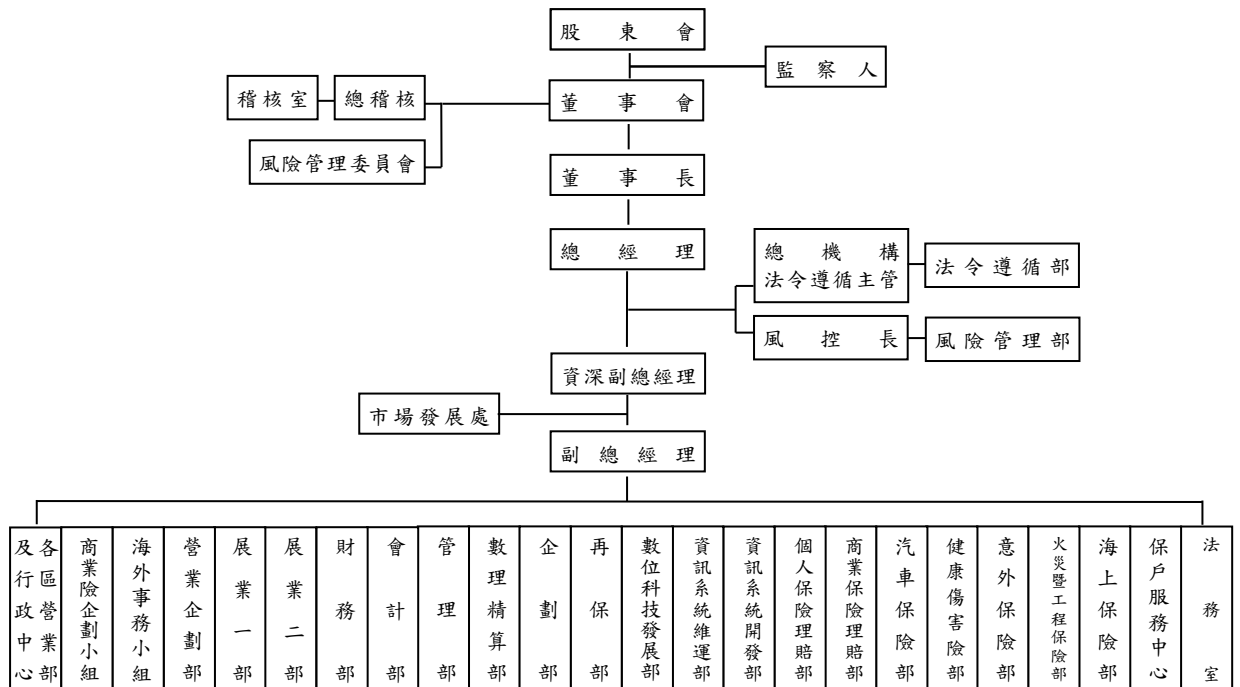 股東會
監察人
稽核室
總稽核
董事會
風險管理委員會
董事長
總經理
總機構
法令遵循主管
法令遵循部
風控長
風險管理部
資深副總經理
市場發展處
副總經理
各區營業部
及行政中心
商業險企劃小組
海外事務小組
營業企劃部
展業一部
展業二部
財務部
會計部
管理部
數理精算部
企劃部
再保部
數位科技發展部
資訊系統維運部
資訊系統開發部
個人保險理賠部
商業保險理賠部
汽車保險部
健康傷害險部
意外保險部
火災暨工程保險部
海上保險部
保戶服務中心
法務室